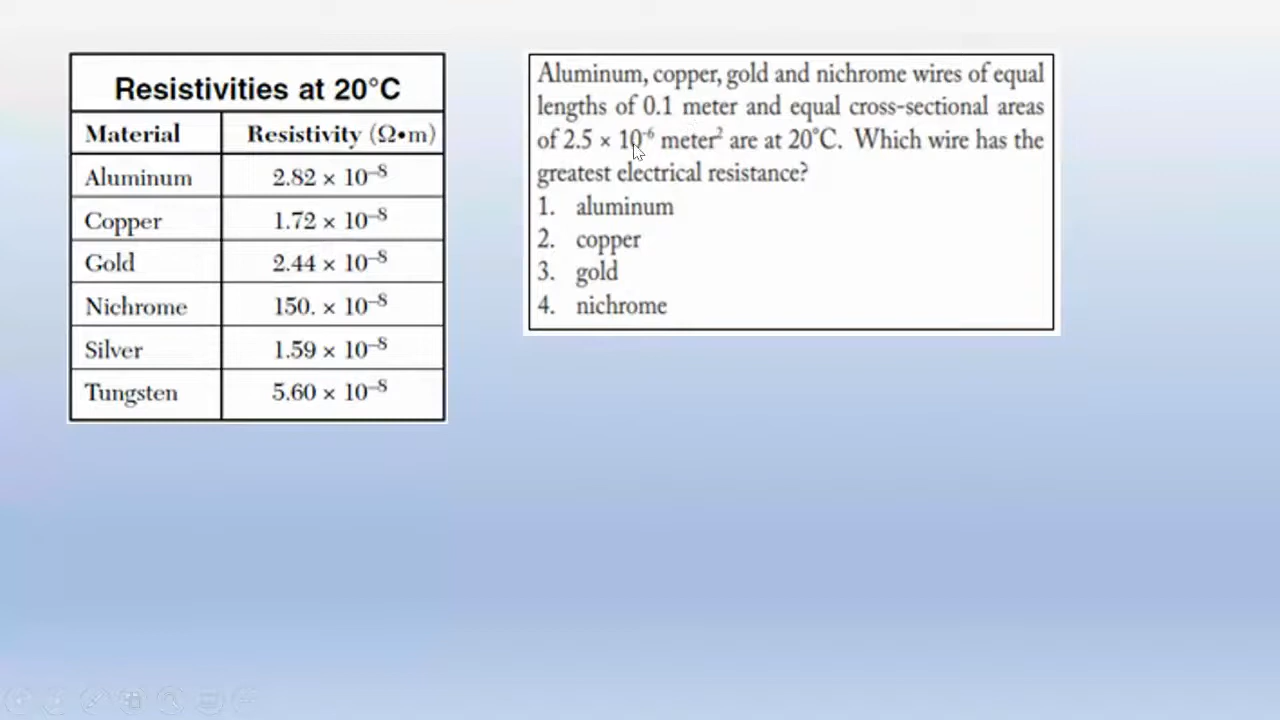 Resistivities at 20°C
Material Resistivity (Ω•m)
Aluminum 2.82 × 10⁻⁸
Copper 1.72 × 10⁻⁸
Gold 2.44 × 10⁻⁸
Nichrome 150. × 10⁻⁸
Silver 1.59 × 10⁻⁸
Tungsten 5.60 × 10⁻⁸
Aluminum, copper, gold and nichrome wires of equal
lengths of 0.1 meter and equal cross-sectional areas
of 2.5 × 10⁻⁶ meter² are at 20°C. Which wire has the
greatest electrical resistance?
1. aluminum
2. copper
3. gold
4. nichrome